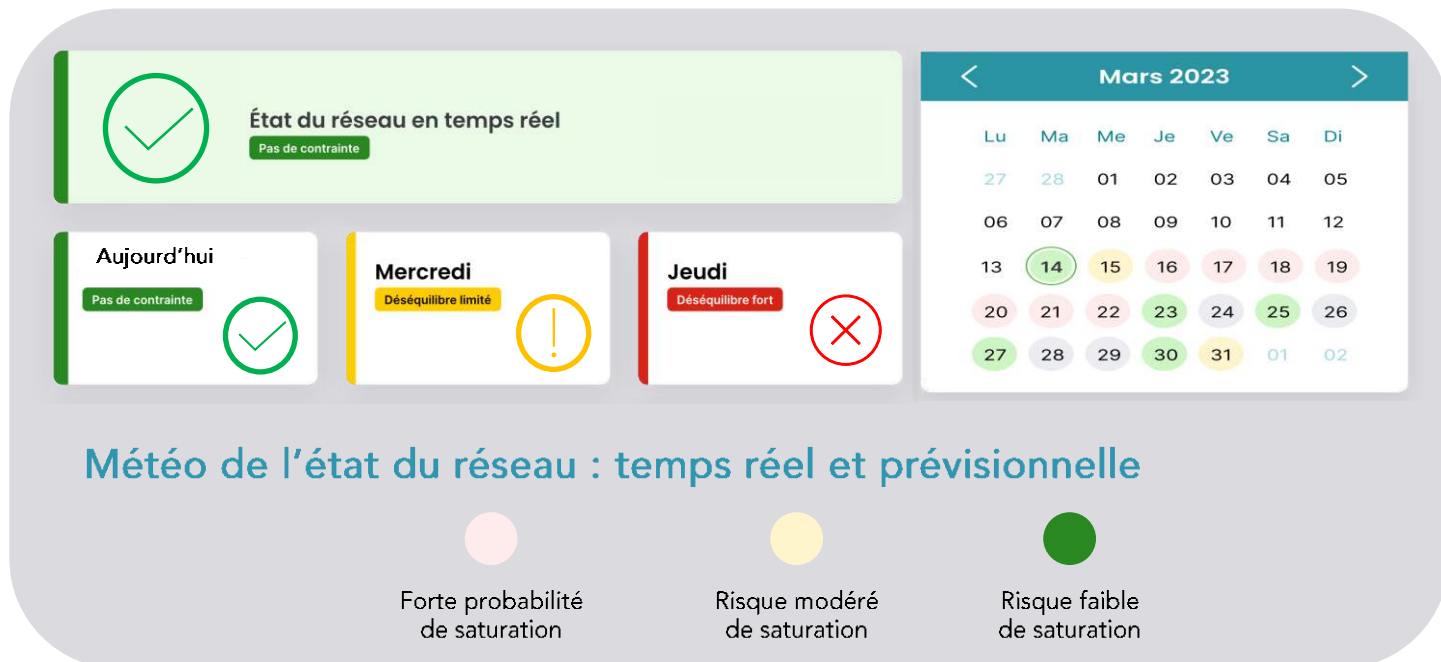 État du réseau en temps réel
Pas de contrainte
Aujourd'hui
Pas de contrainte
Mercredi
Déséquilibre limité
Jeudi
Déséquilibre fort
Mars 2023
Lu Ma Me Je Ve Sa Di
27 28 01 02 03 04 05
06 07 08 09 10 11 12
13 14 15 16 17 18 19
20 21 22 23 24 25 26
27 28 29 30 31 01 02
Météo de l'état du réseau : temps réel et prévisionnelle
Forte probabilité
de saturation
Risque modéré
de saturation
Risque faible
de saturation